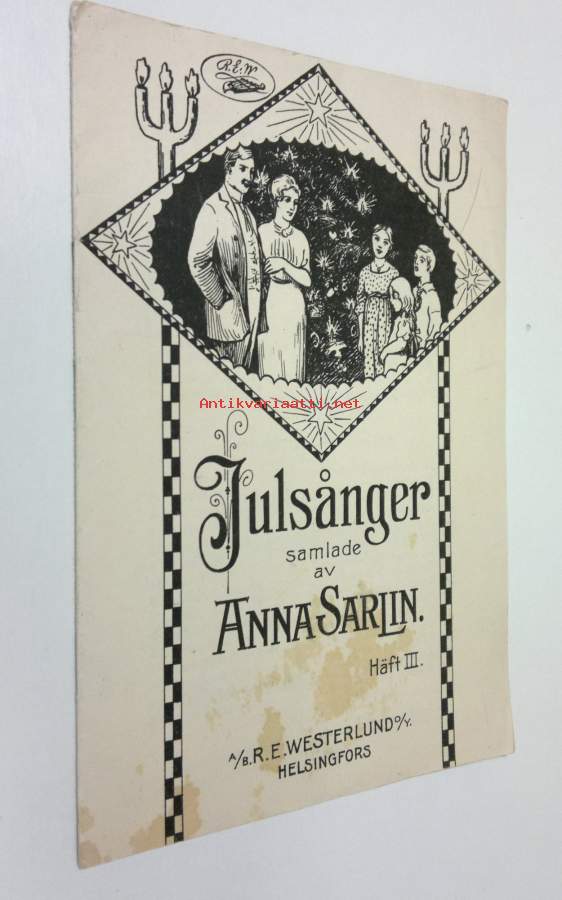 R.E.W
Antikvariaatti.net
Julsånger
samlade
av
ANNA SARLIN.
Häft III.
A/B. R. E. WESTERLUND O/Y.
HELSINGFORS